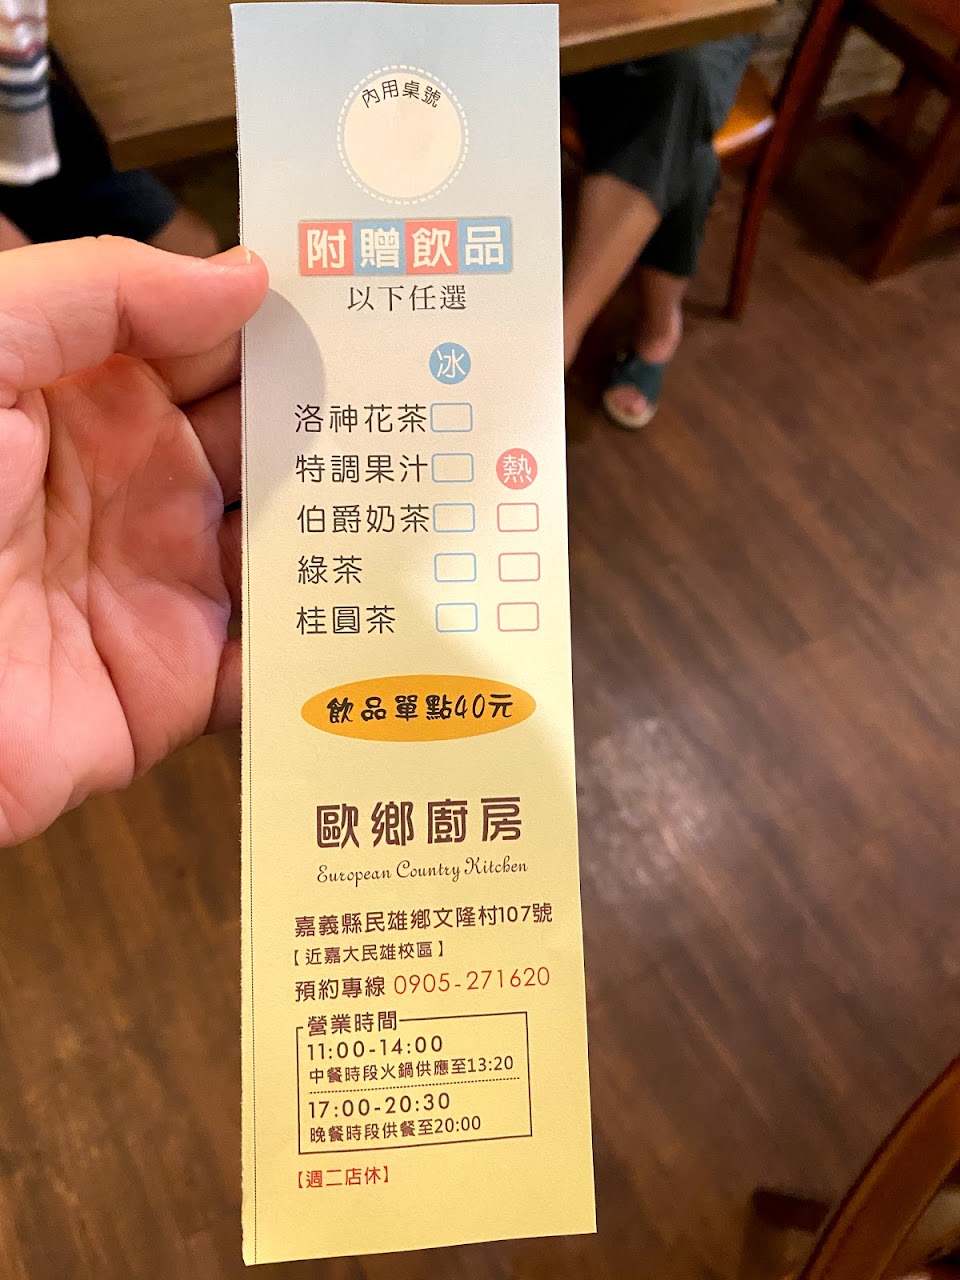 內用桌號
附贈飲品
以下任選
冰
洛神花茶
特調果汁 熱
伯爵奶茶
綠茶
桂圓茶
飲品單點40元
歐鄉廚房
European Country Kitchen
嘉義縣民雄鄉文隆村107號
【近嘉大民雄校區】
預約專線 0905-271620
營業時間
11:00-14:00
中餐時段火鍋供應至13:20
17:00-20:30
晚餐時段供餐至20:00
【週二店休】